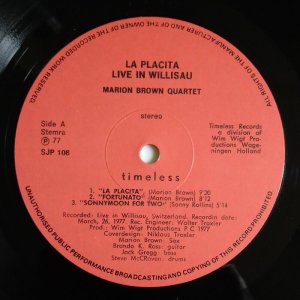 ALL RIGHTS OF THE MANUFACTURER AND OF THE OWNER OF THE RECORDED WORK RESERVED
UNAUTHORISED PUBLIC PERFORMANCE BROADCASTING AND COPYING OF THIS RECORD PROHIBITED
LA PLACITA
LIVE IN WILLISAU
MARION BROWN QUARTET
Side A
Stemra
Ⓟ 77
SJP 108
stereo
Timeless Records
a division of
Wim Wigt
Productions Wage-
ningen Holland
timeless
1. "LA PLACITA", (Marion Brown) 9'30
2. "FORTUNATO" (Marion Brown) 8'12
3. "SONNYMOON FOR TWO" (Sonny Rollins) 5'14
Recorded: Live in Willisau, Switzerland. Recordin date:
March, 26, 1977 Rec. Engineer: Walter Troxler
Prod.: Wim Wigt Productions P.C 1977
Coverdesign: Niklaus Troxler
Marion Brown: Sax
Brando K. Ross: guitar
Jack Gregg: bass
Steve McCraven: drums